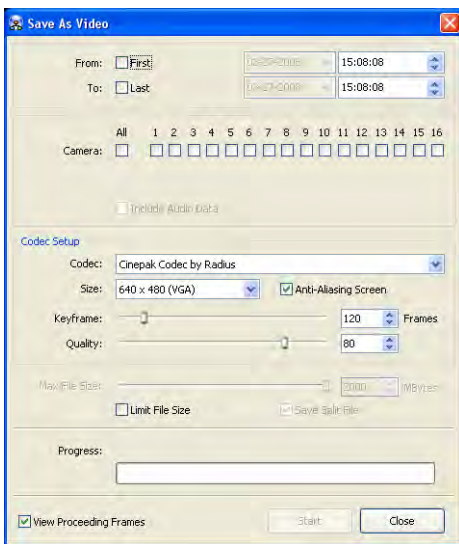 Save As Video
From: First 15:08:08
To: Last 15:08:08
All 1 2 3 4 5 6 7 8 9 10 11 12 13 14 15 16
Camera:
Include Audio Data
Codec Setup
Codec: Cinepak Codec by Radius
Size: 640 x 480 (VGA) Anti-Aliasing Screen
Keyframe: 120 Frames
Quality: 80
Max File Size: 2000 MBytes
Limit File Size Save Split File
Progress:
View Proceeding Frames Start Close